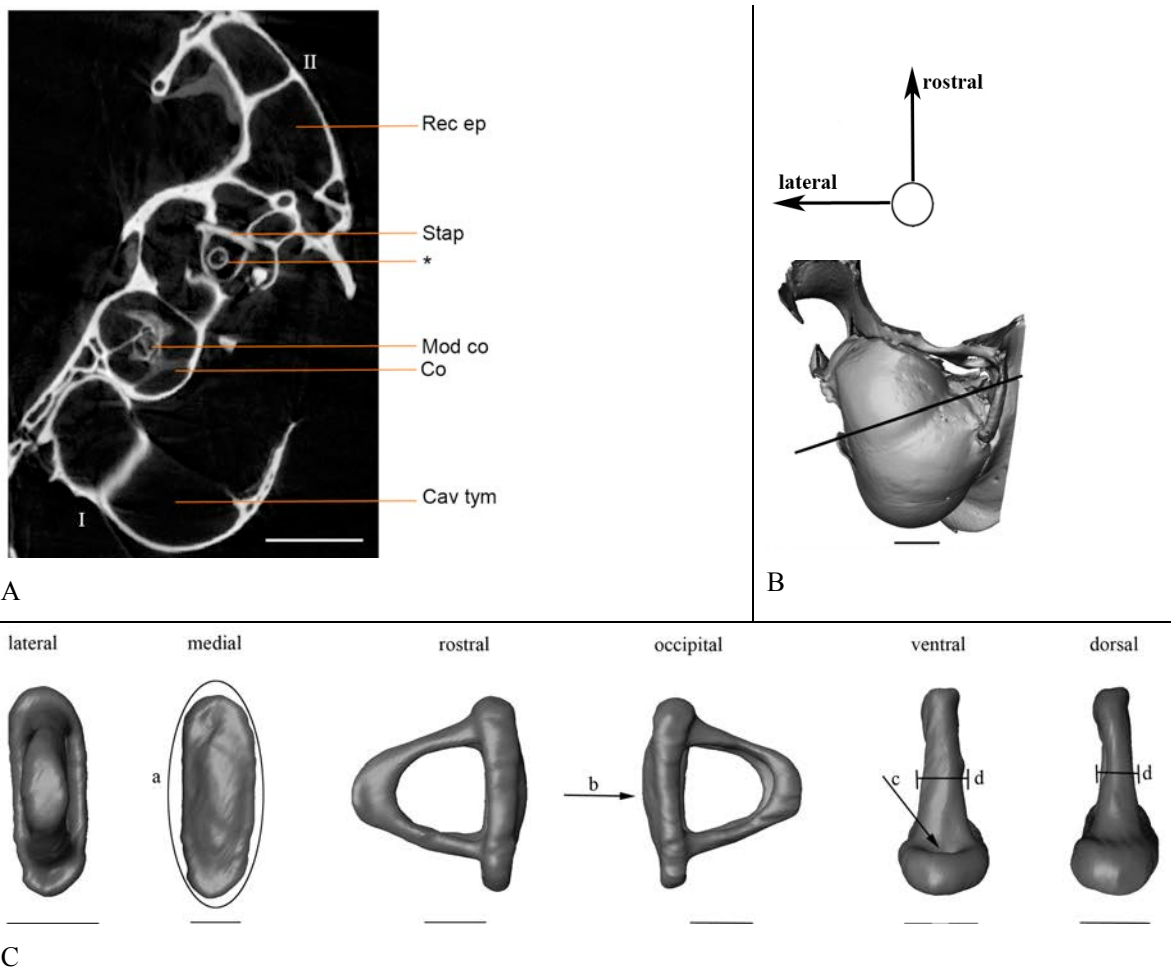 II
Rec ep
Stap
*
Mod co
Co
Cav tym
I
A
rostral
lateral
B
lateral medial rostral occipital ventral dorsal
a
b
c
d
d
C